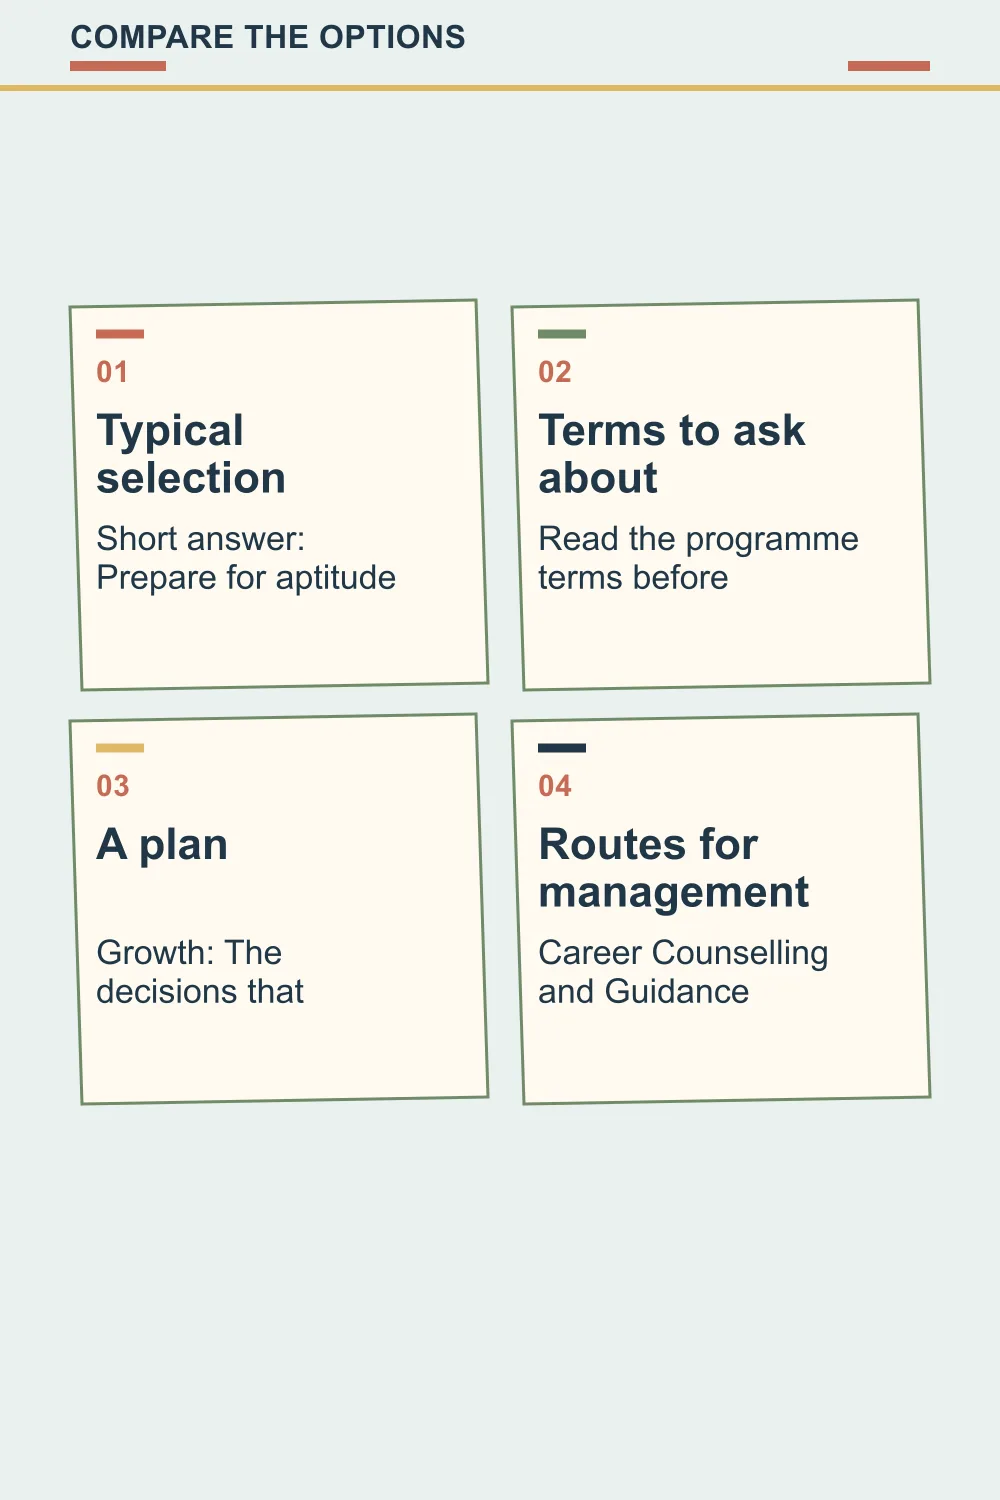 COMPARE THE OPTIONS
01
Typical
selection
Short answer:
Prepare for aptitude
02
Terms to ask
about
Read the programme
terms before
03
A plan
Growth: The
decisions that
04
Routes for
management
Career Counselling
and Guidance